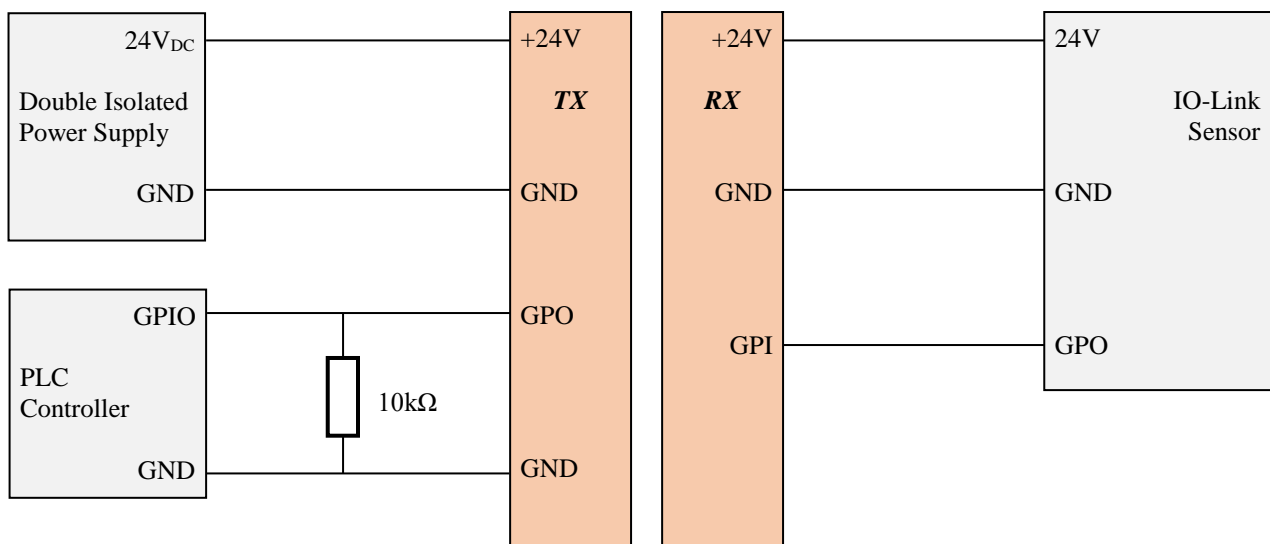 24VDC
Double Isolated
Power Supply
GND
PLC
Controller
GPIO
GND
10kΩ
+24V
TX
GND
GPO
GND
+24V
RX
GND
GPI
24V
IO-Link
Sensor
GND
GPO